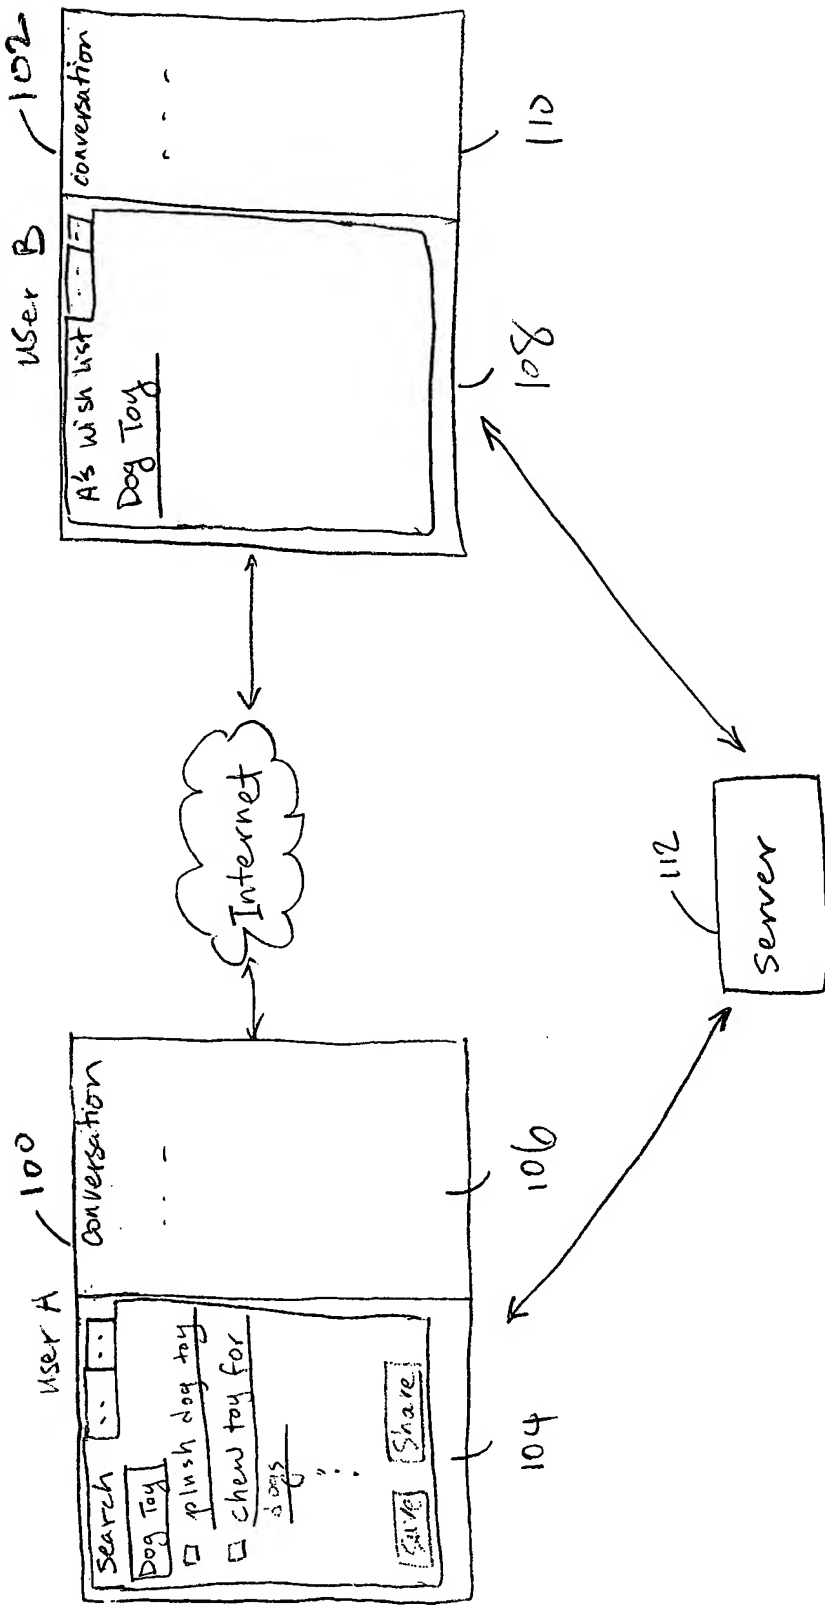 User A
100
Search
..
..
Dog Toy
plush dog toy
chew toy for
dogs
Save
Share
104
Conversation
...
106
Internet
User B
102
A's wish list
...
..
Dog Toy
108
conversation
...
110
112
Server